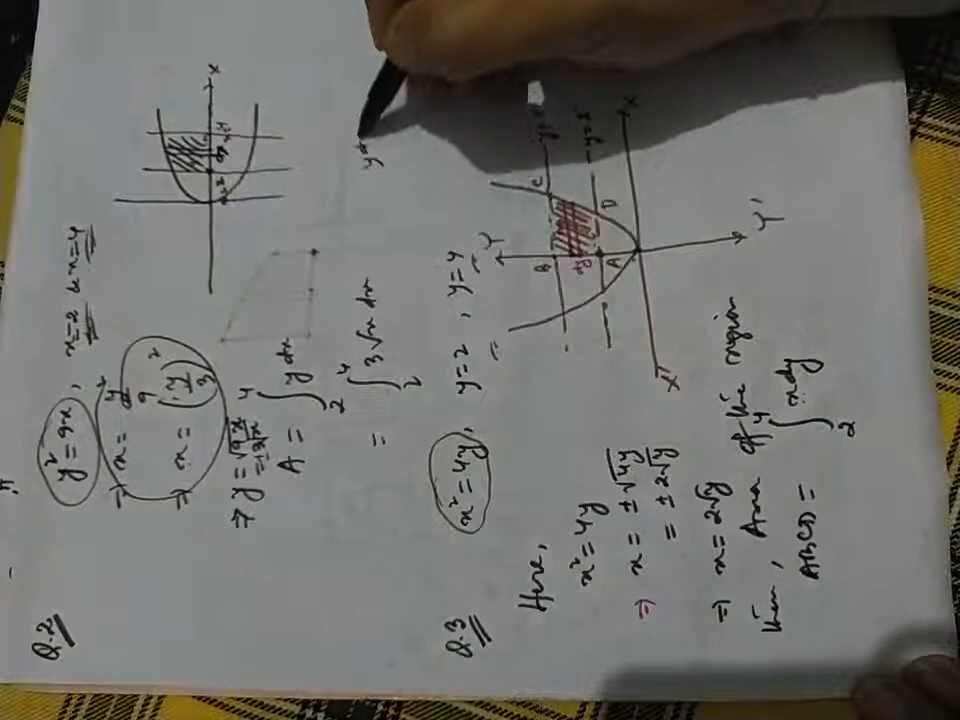 Q.2
y² = 9x, x=2 & x=4
⇒ x = y²/9
⇒ x = (y/3)²
⇒ y = √9x
= 3√x
A = ∫₂⁴ y dx
= ∫₂⁴ 3√x dx
X
Q.3
x² = 4y, y=2, y=4
Here,
x² = 4y
⇒ x = ±√4y
= ±2√y
⇒ x = 2√y
then, Area of the region
ABCD = ∫₂⁴ x dy
Y
B
A
C
D
X
X'
Y'